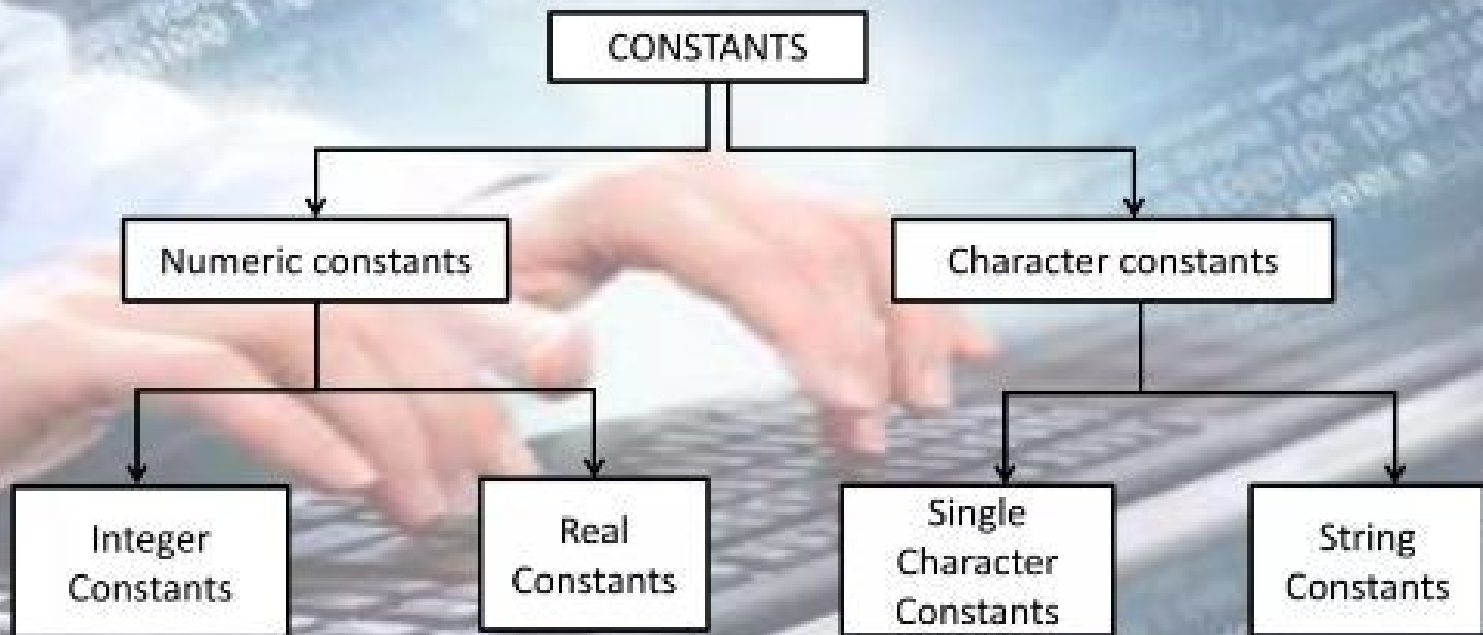 CONSTANTS
Numeric constants
Character constants
Integer
Constants
Real
Constants
Single
Character
Constants
String
Constants